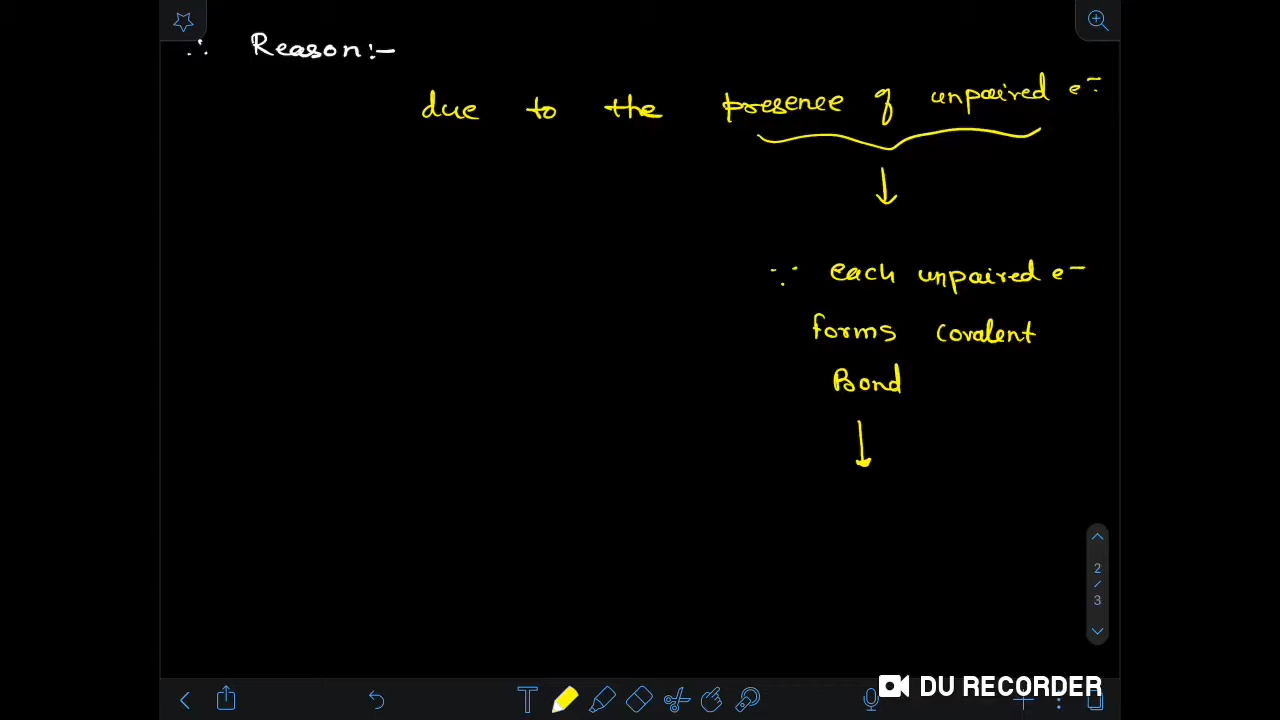 ∴ Reason:-
due to the presence of unpaired e⁻
∵ each unpaired e⁻
forms covalent
Bond
2
/
3
T
DU RECORDER